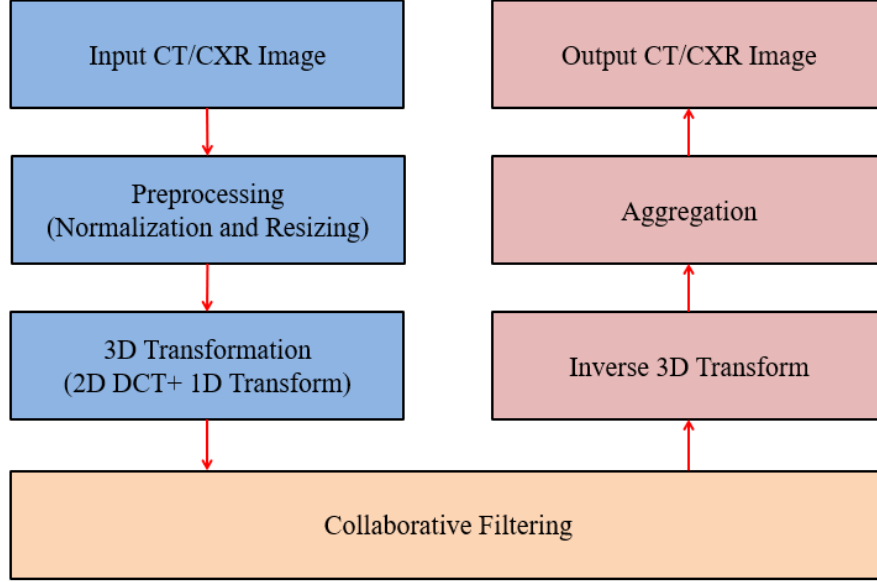 Input CT/CXR Image
Preprocessing
(Normalization and Resizing)
3D Transformation
(2D DCT+ 1D Transform)
Collaborative Filtering
Inverse 3D Transform
Aggregation
Output CT/CXR Image